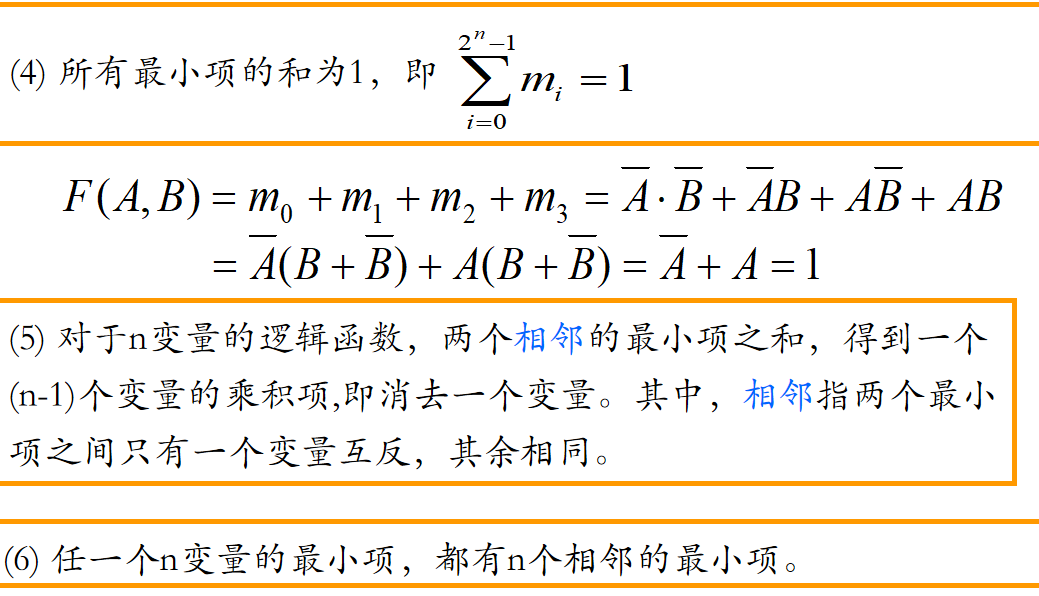 (4) 所有最小项的和为1，即 $\sum_{i=0}^{2^n-1} m_i = 1$
$F(A,B) = m_0 + m_1 + m_2 + m_3 = \overline{A} \cdot \overline{B} + \overline{A}B + A\overline{B} + AB$
$= \overline{A}(B + \overline{B}) + A(B + \overline{B}) = \overline{A} + A = 1$
(5) 对于n变量的逻辑函数，两个相邻的最小项之和，得到一个
(n-1)个变量的乘积项,即消去一个变量。其中，相邻指两个最小
项之间只有一个变量互反，其余相同。
(6) 任一个n变量的最小项，都有n个相邻的最小项。